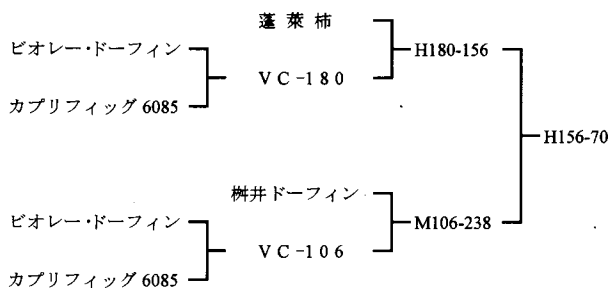 蓬莱柿
ビオレー・ドーフィン
H180-156
VC-180
カプリフィッグ 6085
H156-70
桝井ドーフィン
ビオレー・ドーフィン
M106-238
VC-106
カプリフィッグ 6085